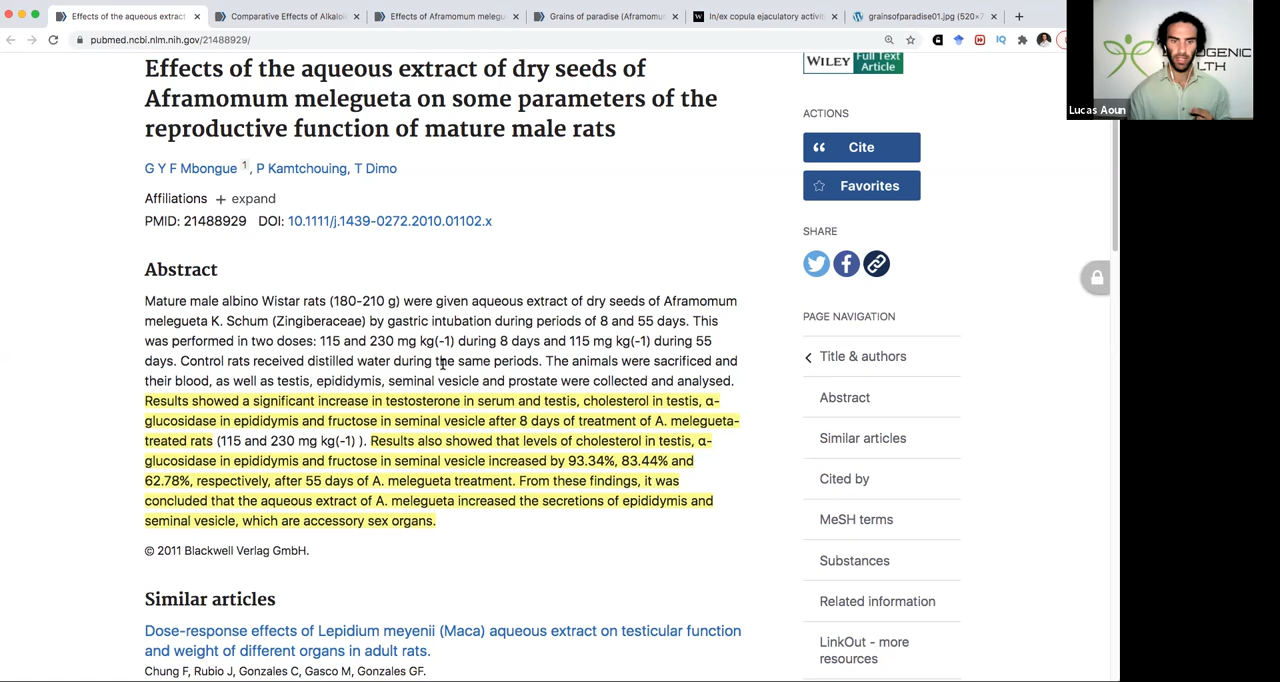 Effects of the aqueous extract
Comparative Effects of Alkaloi
Effects of Aframomum melegu
Grains of paradise (Aframomu
In/ex copula ejaculatory activit
grainsofparadise01.jpg (520×7
pubmed.ncbi.nlm.nih.gov/21488929/
IQ
GENIC
LTH
Lucas Aoun
Effects of the aqueous extract of dry seeds of
Aframomum melegueta on some parameters of the
reproductive function of mature male rats
G Y F Mbongue 1, P Kamtchouing, T Dimo
Affiliations + expand
PMID: 21488929 DOI: 10.1111/j.1439-0272.2010.01102.x
Abstract
Mature male albino Wistar rats (180-210 g) were given aqueous extract of dry seeds of Aframomum
melegueta K. Schum (Zingiberaceae) by gastric intubation during periods of 8 and 55 days. This
was performed in two doses: 115 and 230 mg kg(-1) during 8 days and 115 mg kg(-1) during 55
days. Control rats received distilled water during the same periods. The animals were sacrificed and
their blood, as well as testis, epididymis, seminal vesicle and prostate were collected and analysed.
Results showed a significant increase in testosterone in serum and testis, cholesterol in testis, α-
glucosidase in epididymis and fructose in seminal vesicle after 8 days of treatment of A. melegueta-
treated rats (115 and 230 mg kg(-1) ). Results also showed that levels of cholesterol in testis, α-
glucosidase in epididymis and fructose in seminal vesicle increased by 93.34%, 83.44% and
62.78%, respectively, after 55 days of A. melegueta treatment. From these findings, it was
concluded that the aqueous extract of A. melegueta increased the secretions of epididymis and
seminal vesicle, which are accessory sex organs.
© 2011 Blackwell Verlag GmbH.
Similar articles
Dose-response effects of Lepidium meyenii (Maca) aqueous extract on testicular function
and weight of different organs in adult rats.
Chung F, Rubio J, Gonzales C, Gasco M, Gonzales GF.
WILEY Full Text
Article
ACTIONS
Cite
Favorites
SHARE
PAGE NAVIGATION
Title & authors
Abstract
Similar articles
Cited by
MeSH terms
Substances
Related information
LinkOut - more
resources